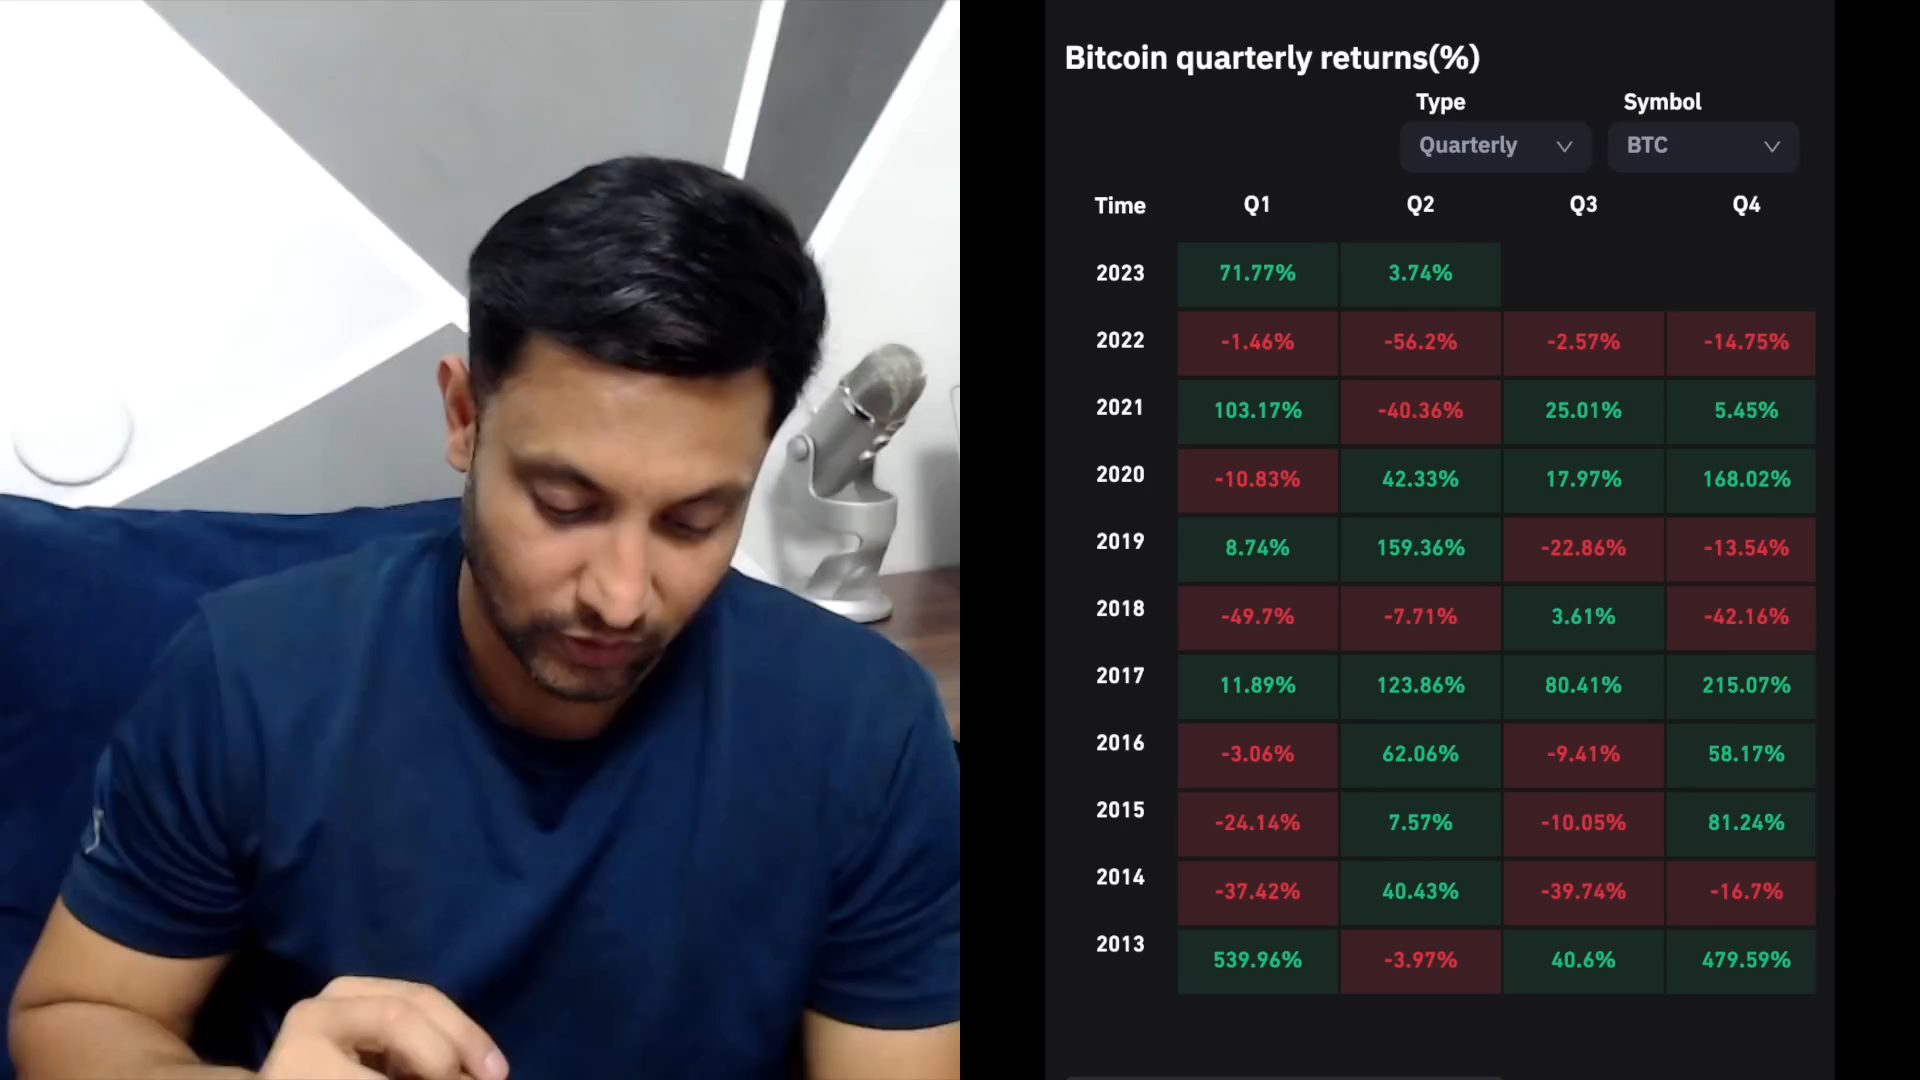 Bitcoin quarterly returns(%)
Type Symbol
Quarterly BTC
Time Q1 Q2 Q3 Q4
2023 71.77% 3.74%
2022 -1.46% -56.2% -2.57% -14.75%
2021 103.17% -40.36% 25.01% 5.45%
2020 -10.83% 42.33% 17.97% 168.02%
2019 8.74% 159.36% -22.86% -13.54%
2018 -49.7% -7.71% 3.61% -42.16%
2017 11.89% 123.86% 80.41% 215.07%
2016 -3.06% 62.06% -9.41% 58.17%
2015 -24.14% 7.57% -10.05% 81.24%
2014 -37.42% 40.43% -39.74% -16.7%
2013 539.96% -3.97% 40.6% 479.59%